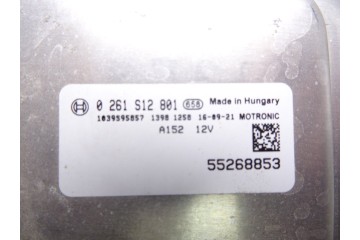 0 261 S12 801 658 Made in Hungary
1039S95857 1398 1258 16-09-21 MOTRONIC
A152 12V
55268853